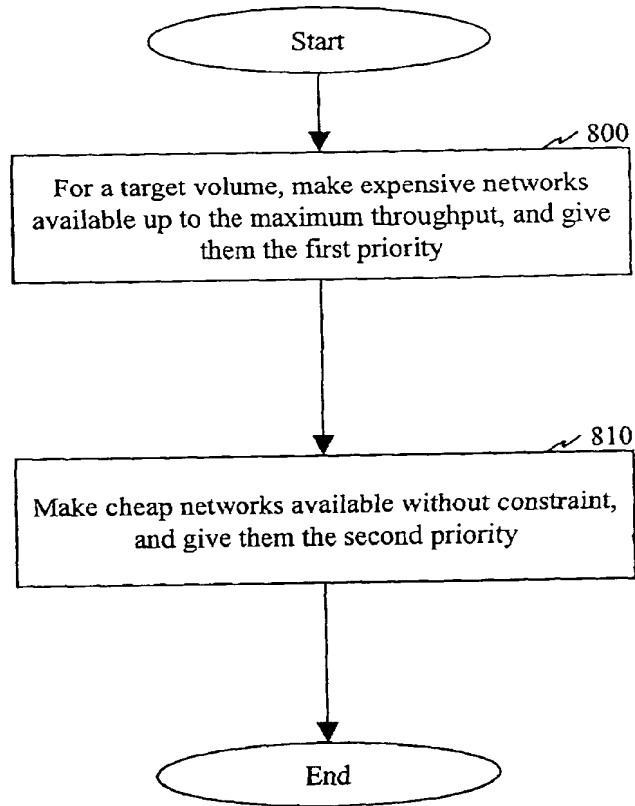 Start
800
For a target volume, make expensive networks
available up to the maximum throughput, and give
them the first priority
810
Make cheap networks available without constraint,
and give them the second priority
End